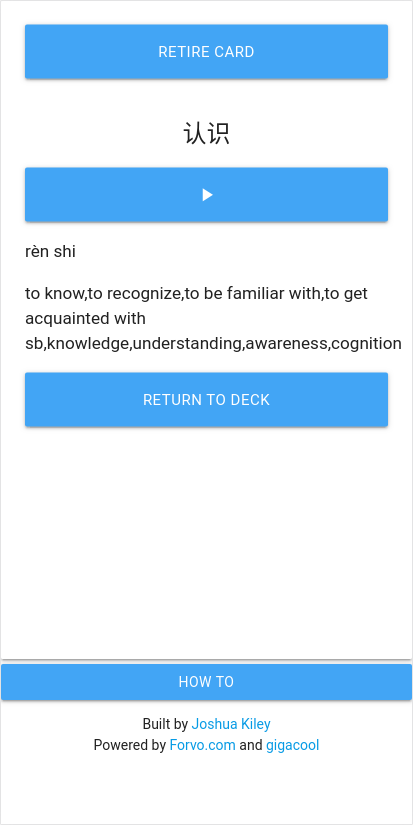 RETIRE CARD
认识
rèn shi
to know,to recognize,to be familiar with,to get
acquainted with
sb,knowledge,understanding,awareness,cognition
RETURN TO DECK
HOW TO
Built by Joshua Kiley
Powered by Forvo.com and gigacool